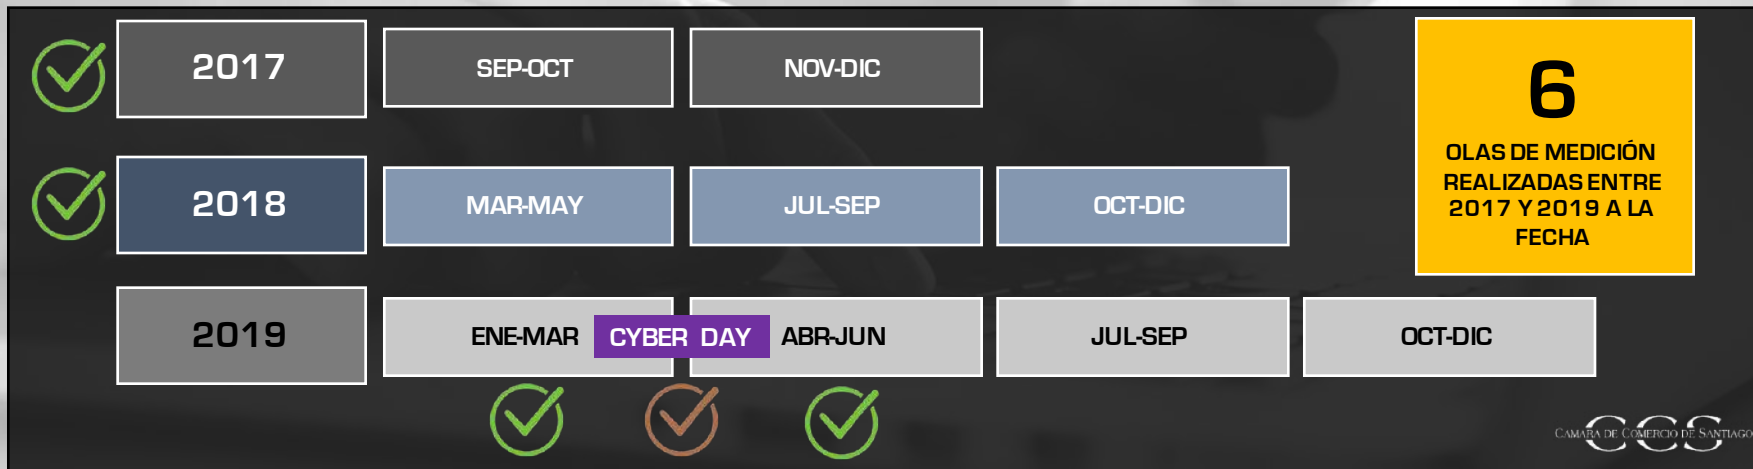 2017
SEP-OCT
NOV-DIC
6
OLAS DE MEDICIÓN
REALIZADAS ENTRE
2017 Y 2019 A LA
FECHA
2018
MAR-MAY
JUL-SEP
OCT-DIC
2019
ENE-MAR
CYBER DAY
ABR-JUN
JUL-SEP
OCT-DIC
CCS
CAMARA DE COMERCIO DE SANTIAGO